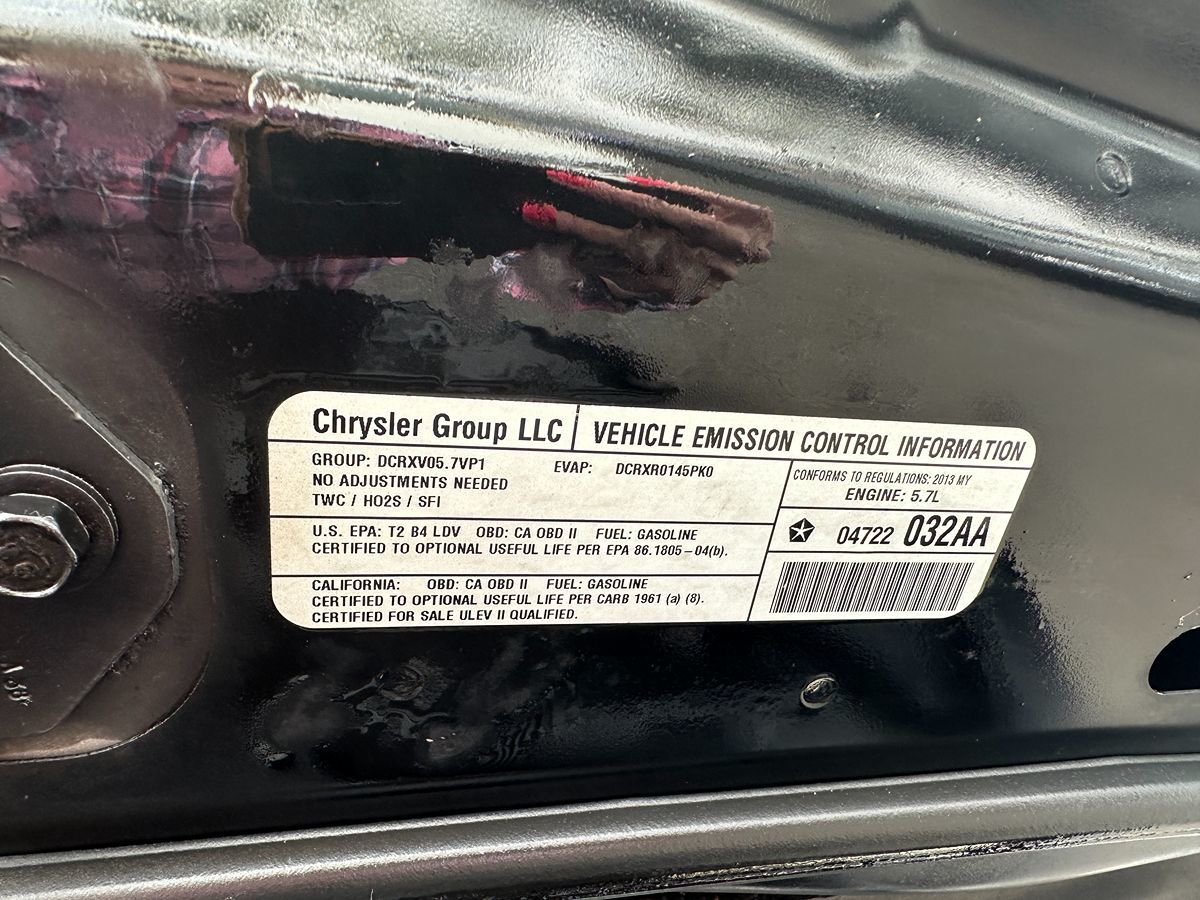 Chrysler Group LLC
VEHICLE EMISSION CONTROL INFORMATION
GROUP: DCRXV05.7VP1 EVAP: DCRXR0145PK0
NO ADJUSTMENTS NEEDED
TWC / HO2S / SFI
CONFORMS TO REGULATIONS: 2013 MY
ENGINE: 5.7L
U.S. EPA: T2 B4 LDV OBD: CA OBD II FUEL: GASOLINE
CERTIFIED TO OPTIONAL USEFUL LIFE PER EPA 86.1805-04(b).
04722 032AA
CALIFORNIA: OBD: CA OBD II FUEL: GASOLINE
CERTIFIED TO OPTIONAL USEFUL LIFE PER CARB 1961 (a) (8).
CERTIFIED FOR SALE ULEV II QUALIFIED.